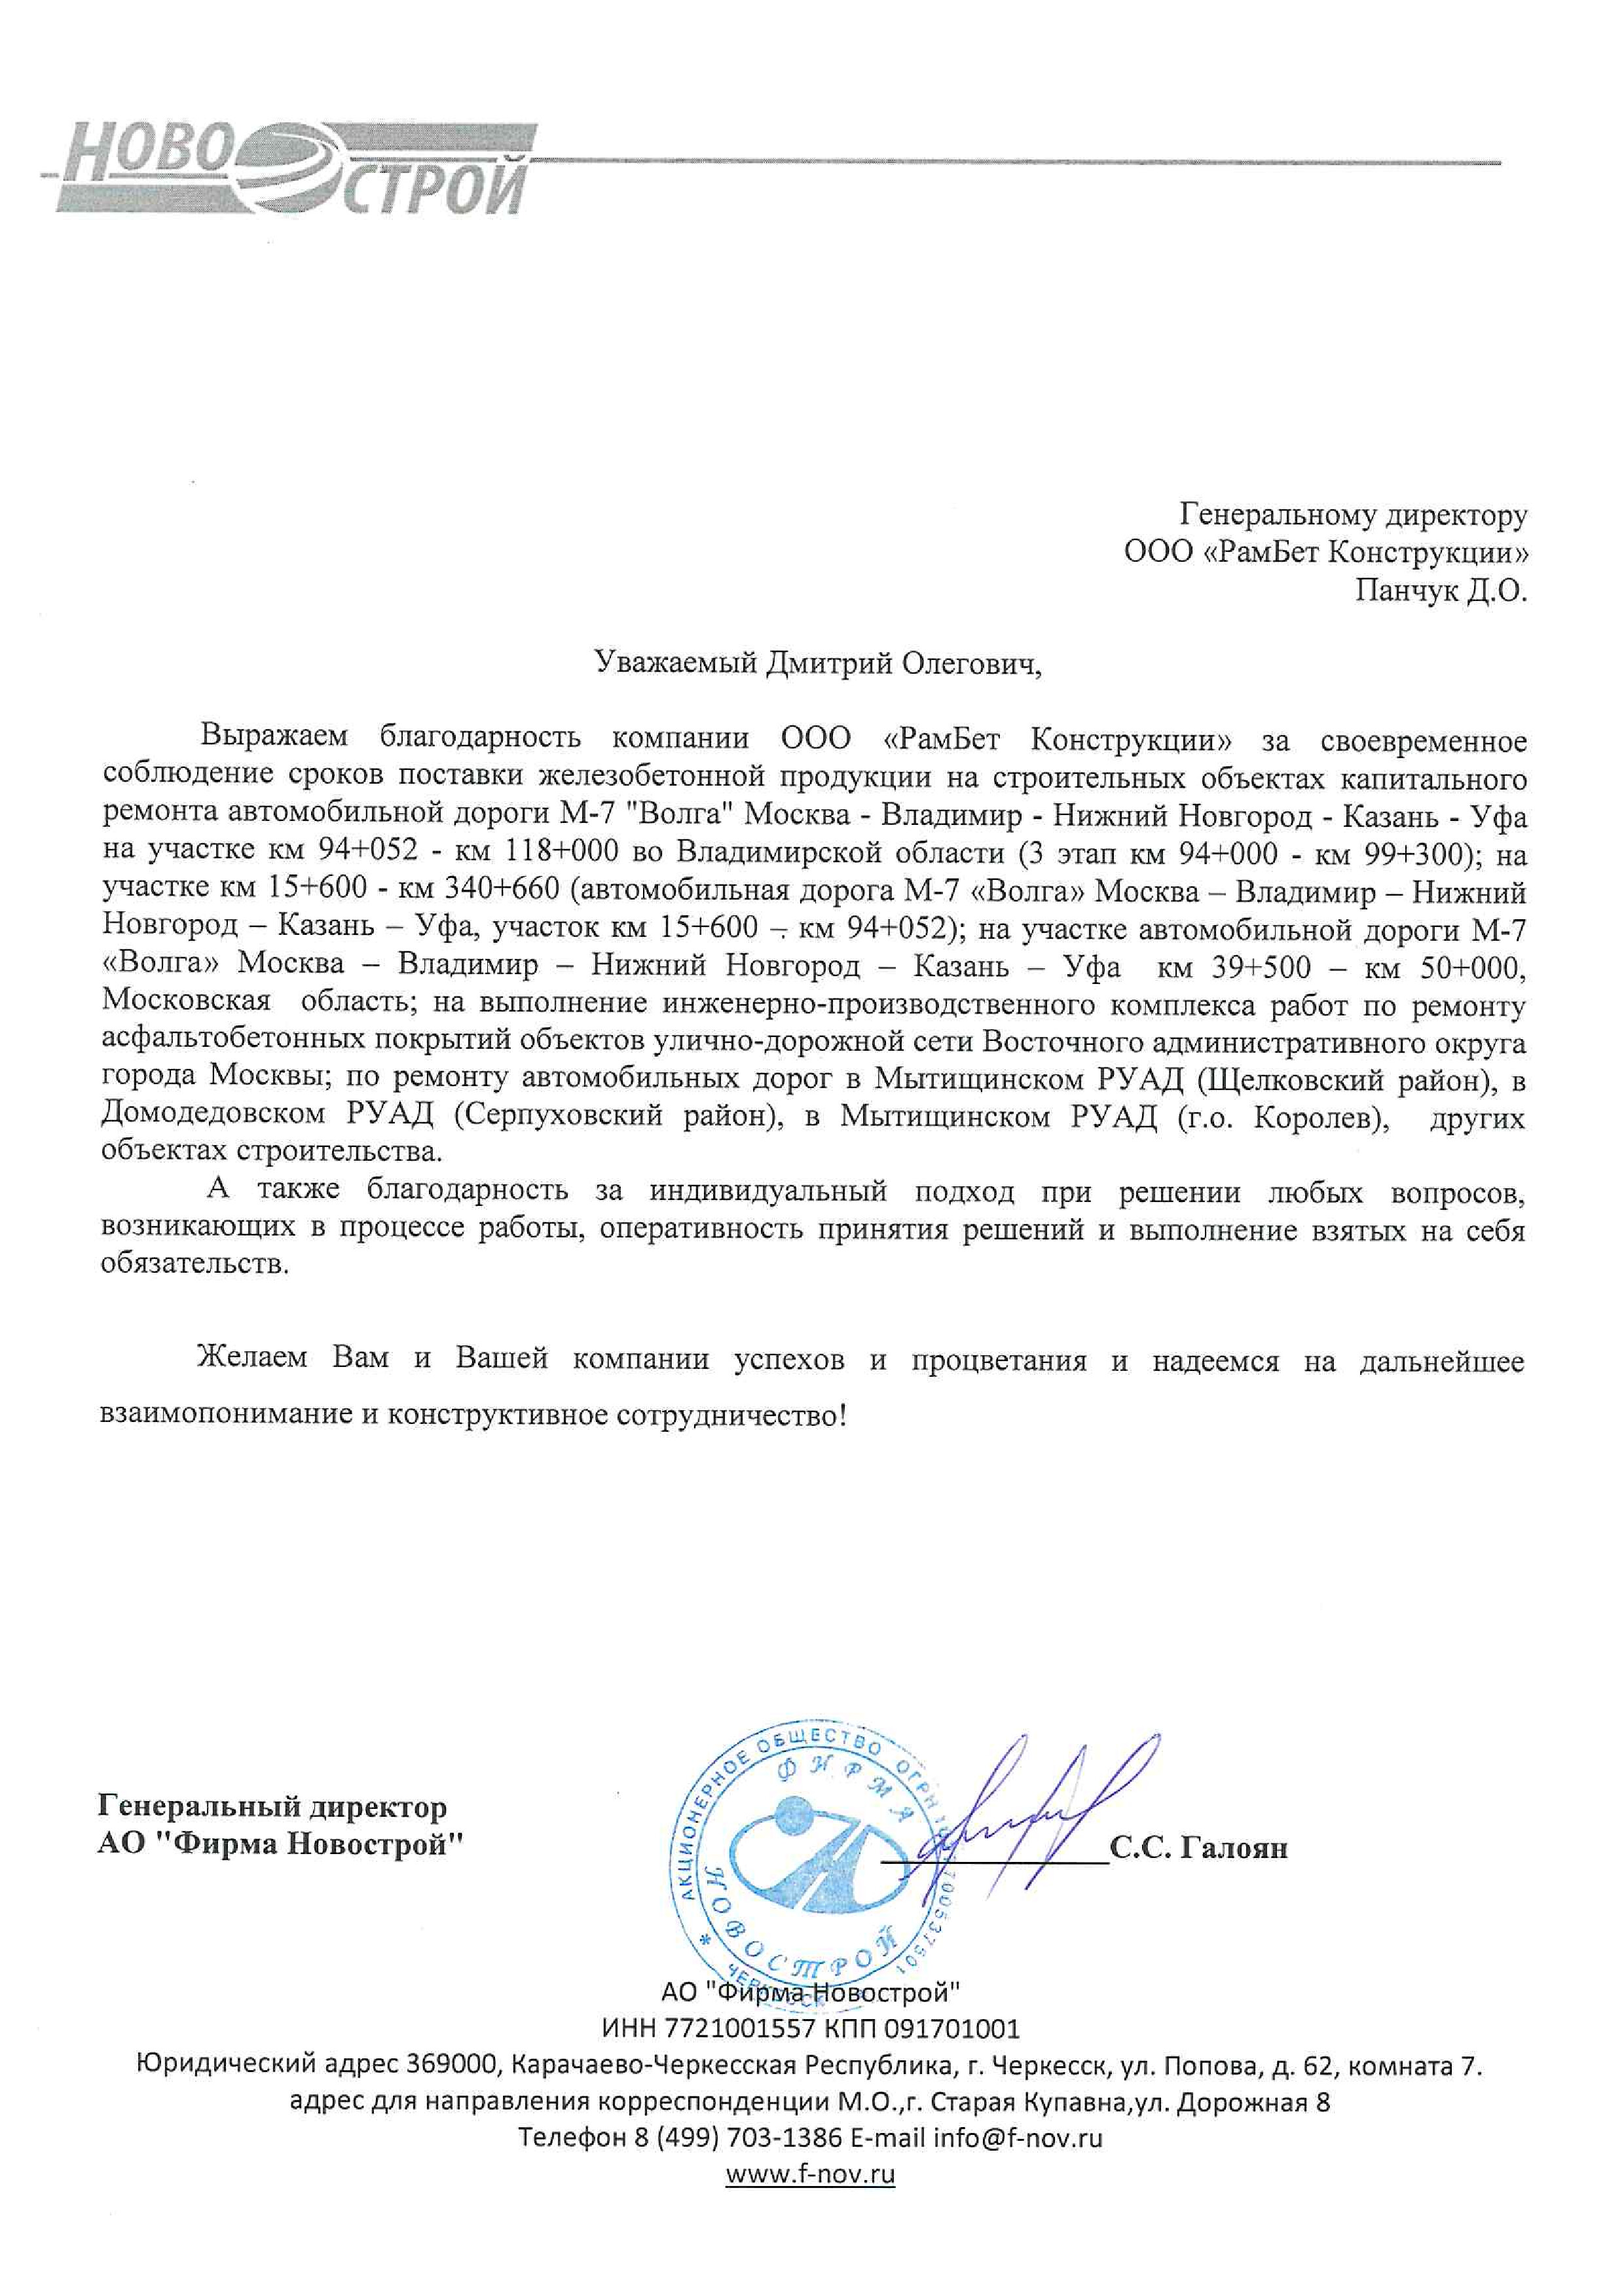 НОВО
СТРОЙ
Генеральному директору
ООО «РамБет Конструкции»
Панчук Д.О.
Уважаемый Дмитрий Олегович,
Выражаем благодарность компании ООО «РамБет Конструкции» за своевременное
соблюдение сроков поставки железобетонной продукции на строительных объектах капитального
ремонта автомобильной дороги М-7 "Волга" Москва - Владимир - Нижний Новгород - Казань - Уфа
на участке км 94+052 - км 118+000 во Владимирской области (3 этап км 94+000 - км 99+300); на
участке км 15+600 - км 340+660 (автомобильная дорога М-7 «Волга» Москва – Владимир – Нижний
Новгород – Казань – Уфа, участок км 15+600 – км 94+052); на участке автомобильной дороги М-7
«Волга» Москва – Владимир – Нижний Новгород – Казань – Уфа км 39+500 – км 50+000,
Московская область; на выполнение инженерно-производственного комплекса работ по ремонту
асфальтобетонных покрытий объектов улично-дорожной сети Восточного административного округа
города Москвы; по ремонту автомобильных дорог в Мытищинском РУАД (Щелковский район), в
Домодедовском РУАД (Серпуховский район), в Мытищинском РУАД (г.о. Королев), других
объектах строительства.
А также благодарность за индивидуальный подход при решении любых вопросов,
возникающих в процессе работы, оперативность принятия решений и выполнение взятых на себя
обязательств.
Желаем Вам и Вашей компании успехов и процветания и надеемся на дальнейшее
взаимопонимание и конструктивное сотрудничество!
АКЦИОНЕРНОЕ ОБЩЕСТВО ОГРН
ФИРМА
НОВОСТРОЙ
Генеральный директор
АО "Фирма Новострой"
С.С. Галоян
АО "Фирма Новострой"
ИНН 7721001557 КПП 091701001
Юридический адрес 369000, Карачаево-Черкесская Республика, г. Черкесск, ул. Попова, д. 62, комната 7.
адрес для направления корреспонденции М.О.,г. Старая Купавна,ул. Дорожная 8
Телефон 8 (499) 703-1386 E-mail info@f-nov.ru
www.f-nov.ru